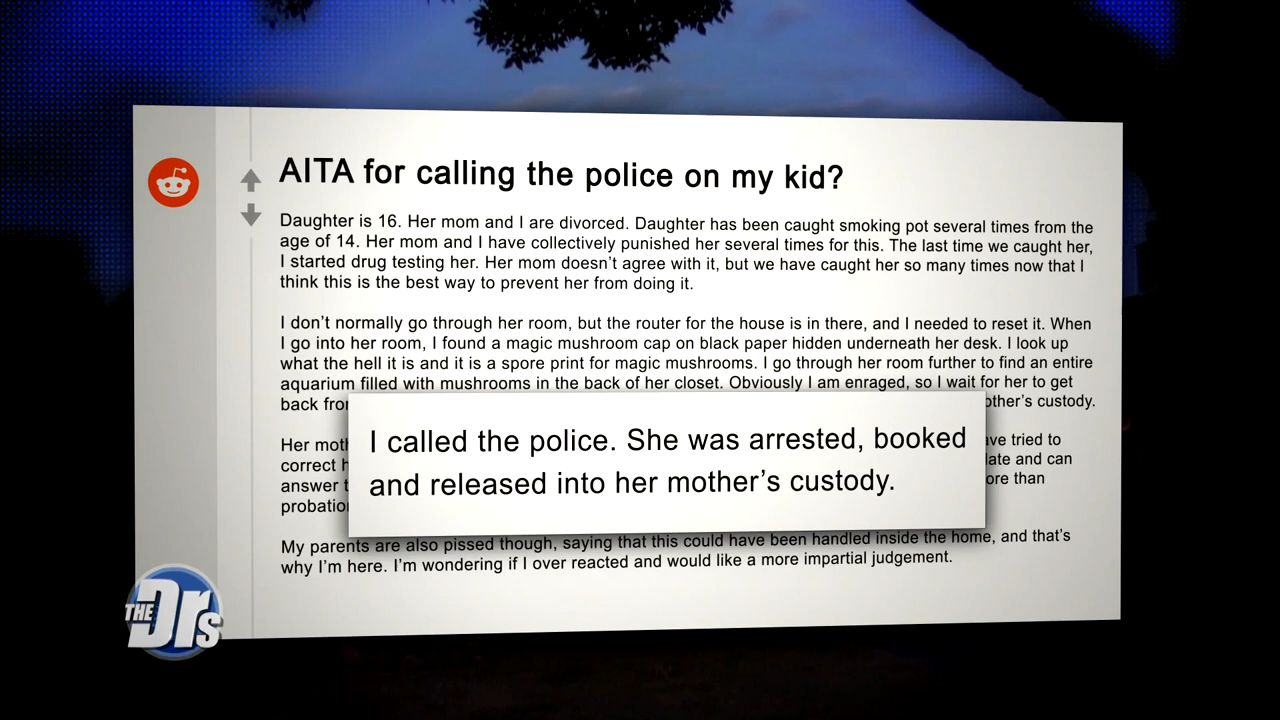 AITA for calling the police on my kid?
Daughter is 16. Her mom and I are divorced. Daughter has been caught smoking pot several times from the
age of 14. Her mom and I have collectively punished her several times for this. The last time we caught her,
I started drug testing her. Her mom doesn't agree with it, but we have caught her so many times now that I
think this is the best way to prevent her from doing it.
I don't normally go through her room, but the router for the house is in there, and I needed to reset it. When
I go into her room, I found a magic mushroom cap on black paper hidden underneath her desk. I look up
what the hell it is and it is a spore print for magic mushrooms. I go through her room further to find an entire
aquarium filled with mushrooms in the back of her closet. Obviously I am enraged, so I wait for her to get
back other's custody.
I called the police. She was arrested, booked
and released into her mother's custody.
Her tried to
correct and can
answer than
My parents are also pissed though, saying that this could have been handled inside the home, and that's
why I'm here. I'm wondering if I over reacted and would like a more impartial judgement.
THE Drs